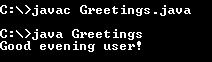 C:\>javac Greetings.java
C:\>java Greetings
Good evening user!